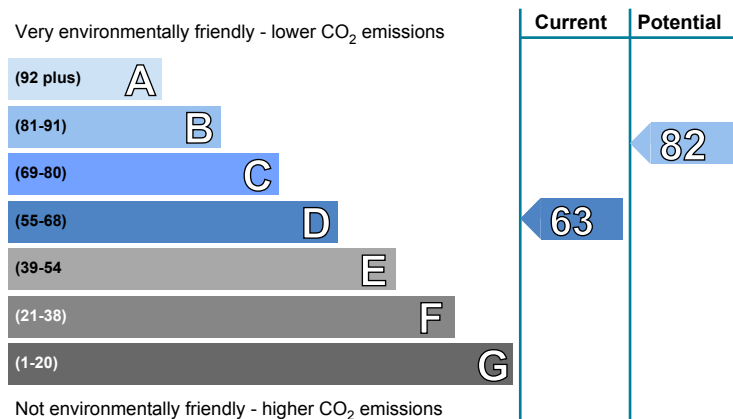 Very environmentally friendly - lower CO2 emissions
Current
Potential
(92 plus) A
(81-91) B
(69-80) C
(55-68) D
(39-54 E
(21-38) F
(1-20) G
82
63
Not environmentally friendly - higher CO2 emissions